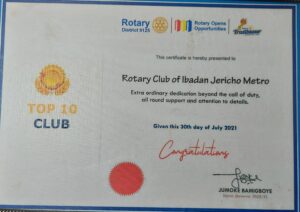 Rotary
District 9125
Rotary Opens
Opportunities
This certificate is hereby presented to
Rotary Club of Ibadan Jericho Metro
Extra ordinary dedication beyond the call of duty,
all round support and attention to details.
TOP 10
CLUB
Given this 30th day of July 2021
Congratulations
JUMOKE BAMIGBOYE